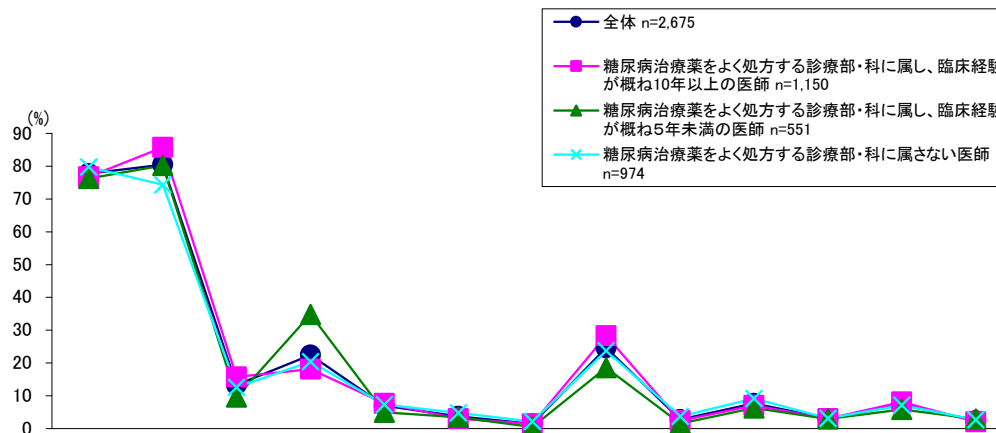 全体 n=2,675
糖尿病治療薬をよく処方する診療部・科に属し、臨床経験
が概ね10年以上の医師 n=1,150
糖尿病治療薬をよく処方する診療部・科に属し、臨床経験
が概ね５年未満の医師 n=551
糖尿病治療薬をよく処方する診療部・科に属さない医師
n=974
(%)
90
80
70
60
50
40
30
20
10
0